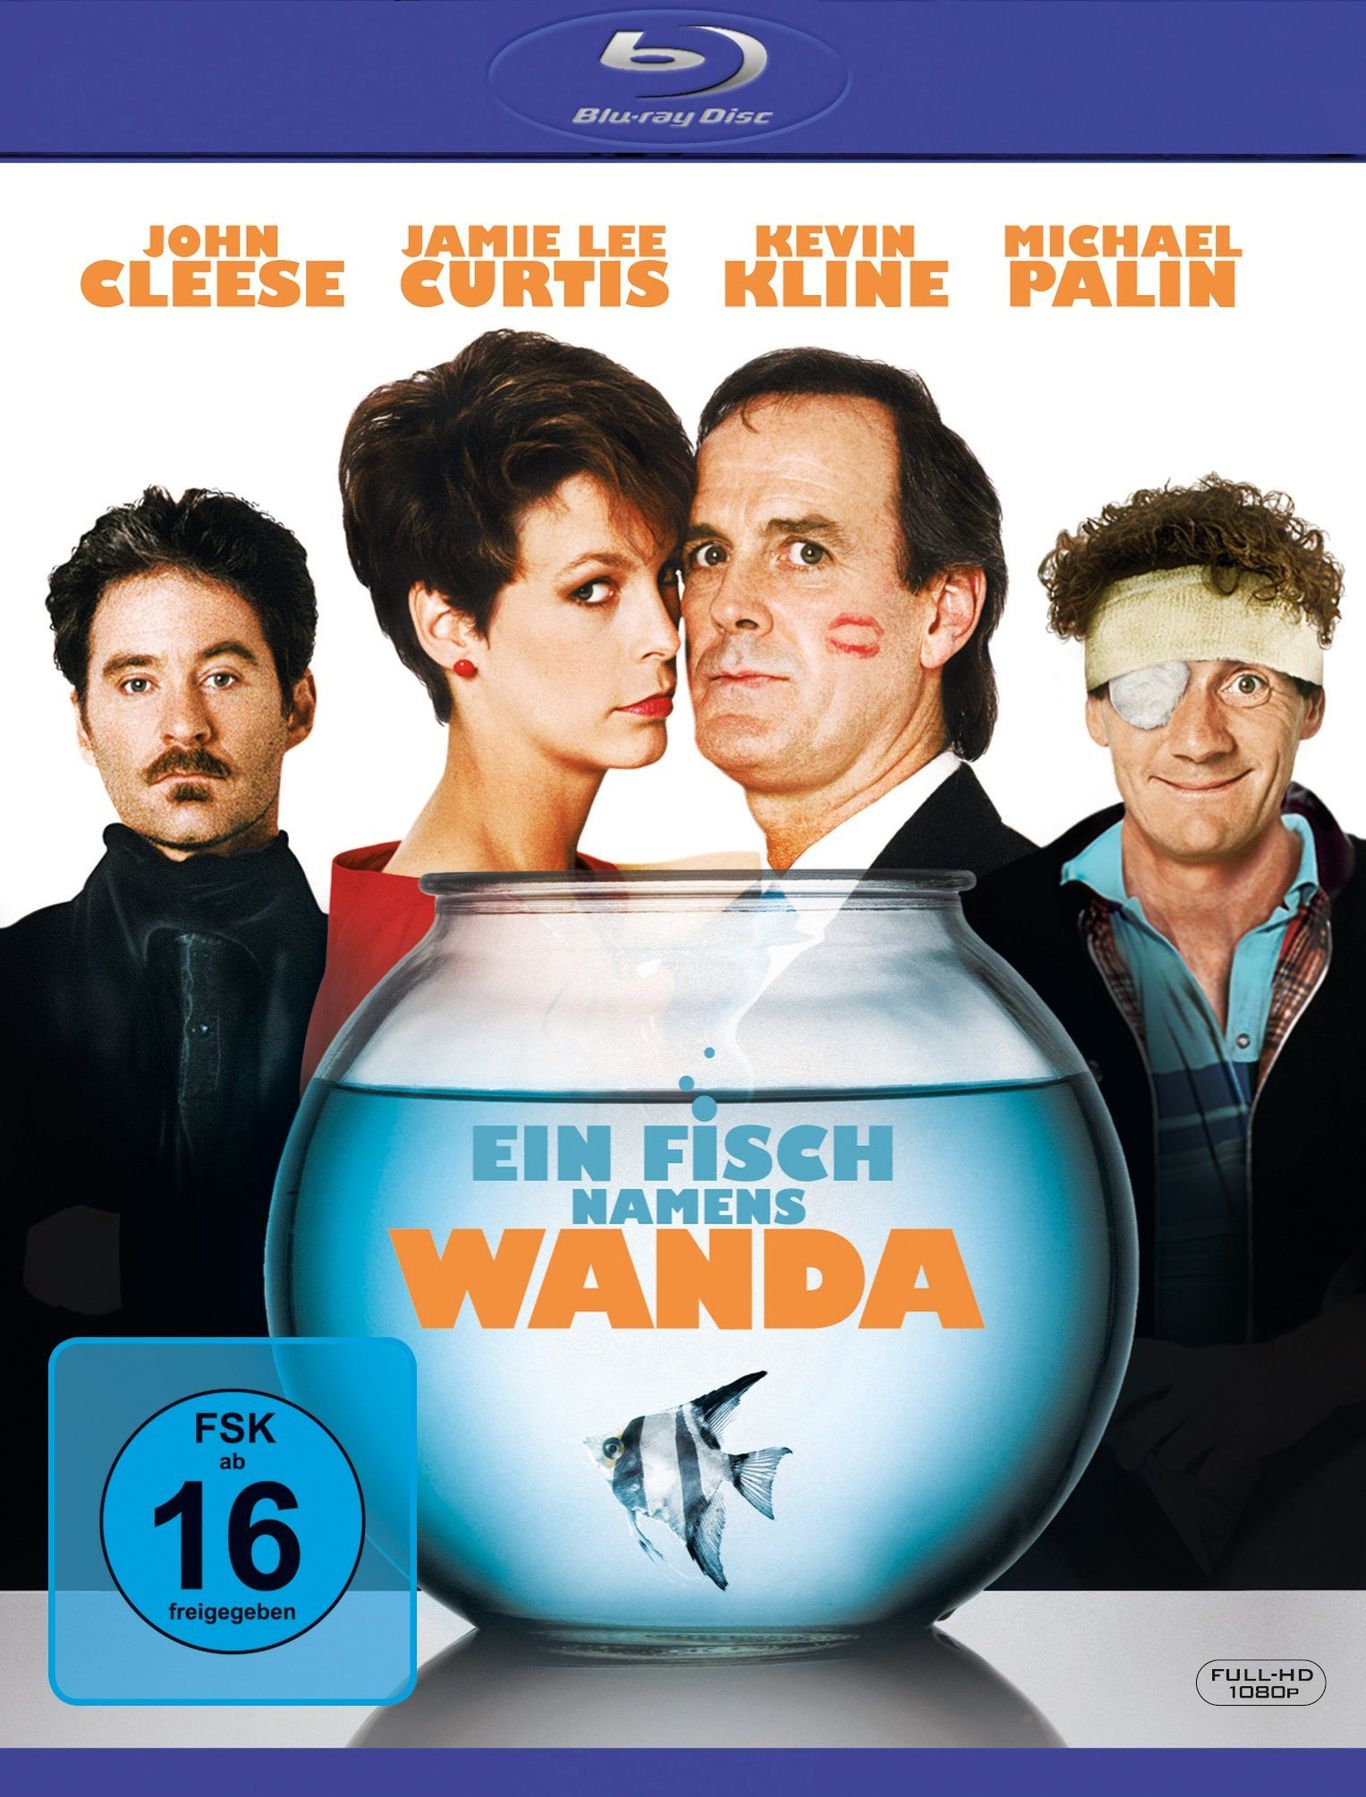 Blu-ray Disc
JOHN CLEESE
JAMIE LEE CURTIS
KEVIN KLINE
MICHAEL PALIN
EIN FISCH
NAMENS
WANDA
FSK
ab
16
freigegeben
FULL-HD
1080P